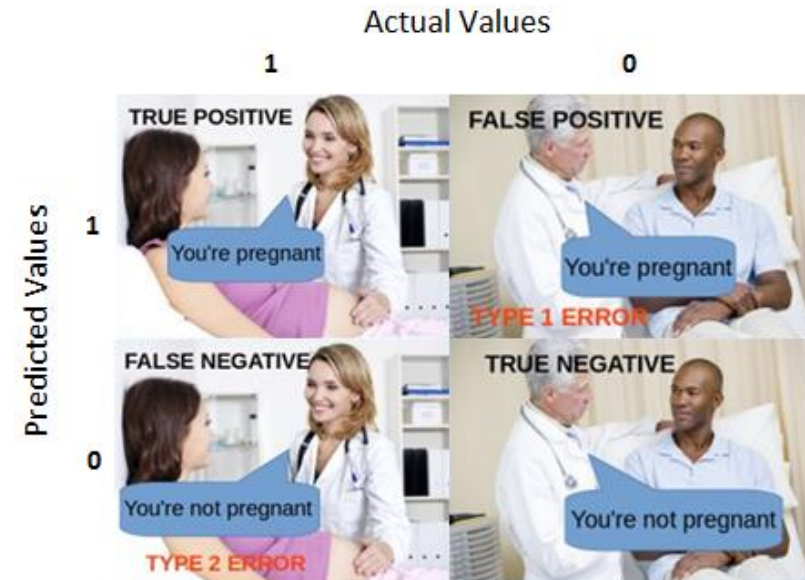 Actual Values
1
0
Predicted Values
1
TRUE POSITIVE
You're pregnant
FALSE POSITIVE
You're pregnant
TYPE 1 ERROR
0
FALSE NEGATIVE
You're not pregnant
TYPE 2 ERROR
TRUE NEGATIVE
You're not pregnant